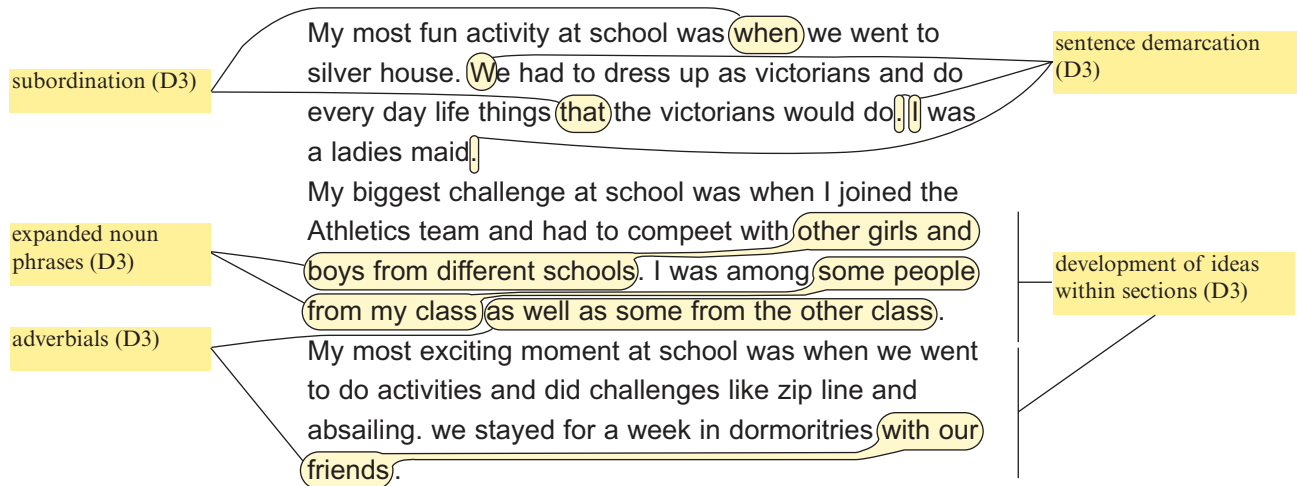 My most fun activity at school was when we went to
silver house. We had to dress up as victorians and do
every day life things that the victorians would do. I was
a ladies maid.
My biggest challenge at school was when I joined the
Athletics team and had to compeet with other girls and
boys from different schools. I was among some people
from my class as well as some from the other class.
My most exciting moment at school was when we went
to do activities and did challenges like zip line and
absailing. we stayed for a week in dormoritries with our
friends.
subordination (D3)
expanded noun
phrases (D3)
adverbials (D3)
sentence demarcation
(D3)
development of ideas
within sections (D3)